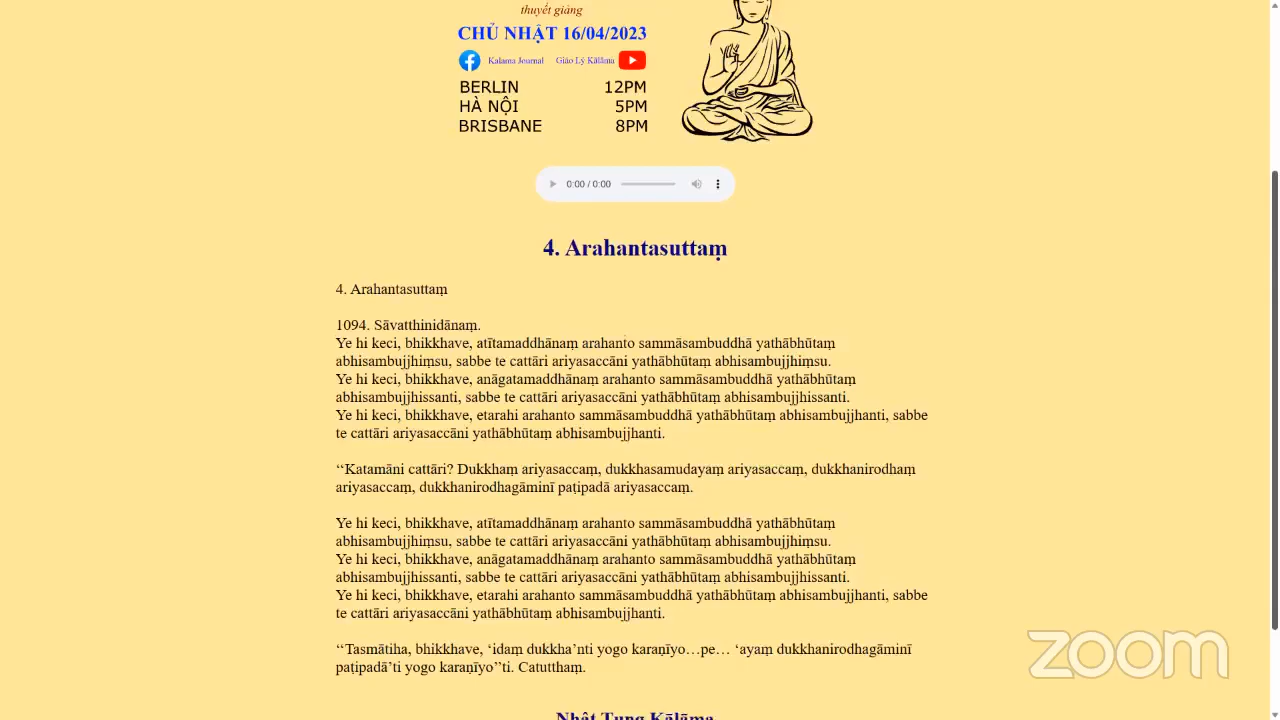 thuyết giảng
CHỦ NHẬT 16/04/2023
Kalama Journal Giáo Lý Kālāma
BERLIN 12PM
HÀ NỘI 5PM
BRISBANE 8PM
0:00 / 0:00
4. Arahantasuttaṃ
4. Arahantasuttaṃ
1094. Sāvatthinidānaṃ.
Ye hi keci, bhikkhave, atītamaddhānaṃ arahanto sammāsambuddhā yathābhūtaṃ
abhisambujjhiṃsu, sabbe te cattāri ariyasaccāni yathābhūtaṃ abhisambujjhiṃsu.
Ye hi keci, bhikkhave, anāgatamaddhānaṃ arahanto sammāsambuddhā yathābhūtaṃ
abhisambujjhissanti, sabbe te cattāri ariyasaccāni yathābhūtaṃ abhisambujjhissanti.
Ye hi keci, bhikkhave, etarahi arahanto sammāsambuddhā yathābhūtaṃ abhisambujjhanti, sabbe
te cattāri ariyasaccāni yathābhūtaṃ abhisambujjhanti.
‘‘Katamāni cattāri? Dukkhaṃ ariyasaccaṃ, dukkhasamudayaṃ ariyasaccaṃ, dukkhanirodhaṃ
ariyasaccaṃ, dukkhanirodhagāminī paṭipadā ariyasaccaṃ.
Ye hi keci, bhikkhave, atītamaddhānaṃ arahanto sammāsambuddhā yathābhūtaṃ
abhisambujjhiṃsu, sabbe te cattāri ariyasaccāni yathābhūtaṃ abhisambujjhiṃsu.
Ye hi keci, bhikkhave, anāgatamaddhānaṃ arahanto sammāsambuddhā yathābhūtaṃ
abhisambujjhissanti, sabbe te cattāri ariyasaccāni yathābhūtaṃ abhisambujjhissanti.
Ye hi keci, bhikkhave, etarahi arahanto sammāsambuddhā yathābhūtaṃ abhisambujjhanti, sabbe
te cattāri ariyasaccāni yathābhūtaṃ abhisambujjhanti.
‘‘Tasmātiha, bhikkhave, ‘idaṃ dukkha’nti yogo karaṇīyo…pe… ‘ayaṃ dukkhanirodhagāminī
paṭipadā’ti yogo karaṇīyo’’ti. Catutthaṃ.
zoom
Nhật Tụng Kālāma